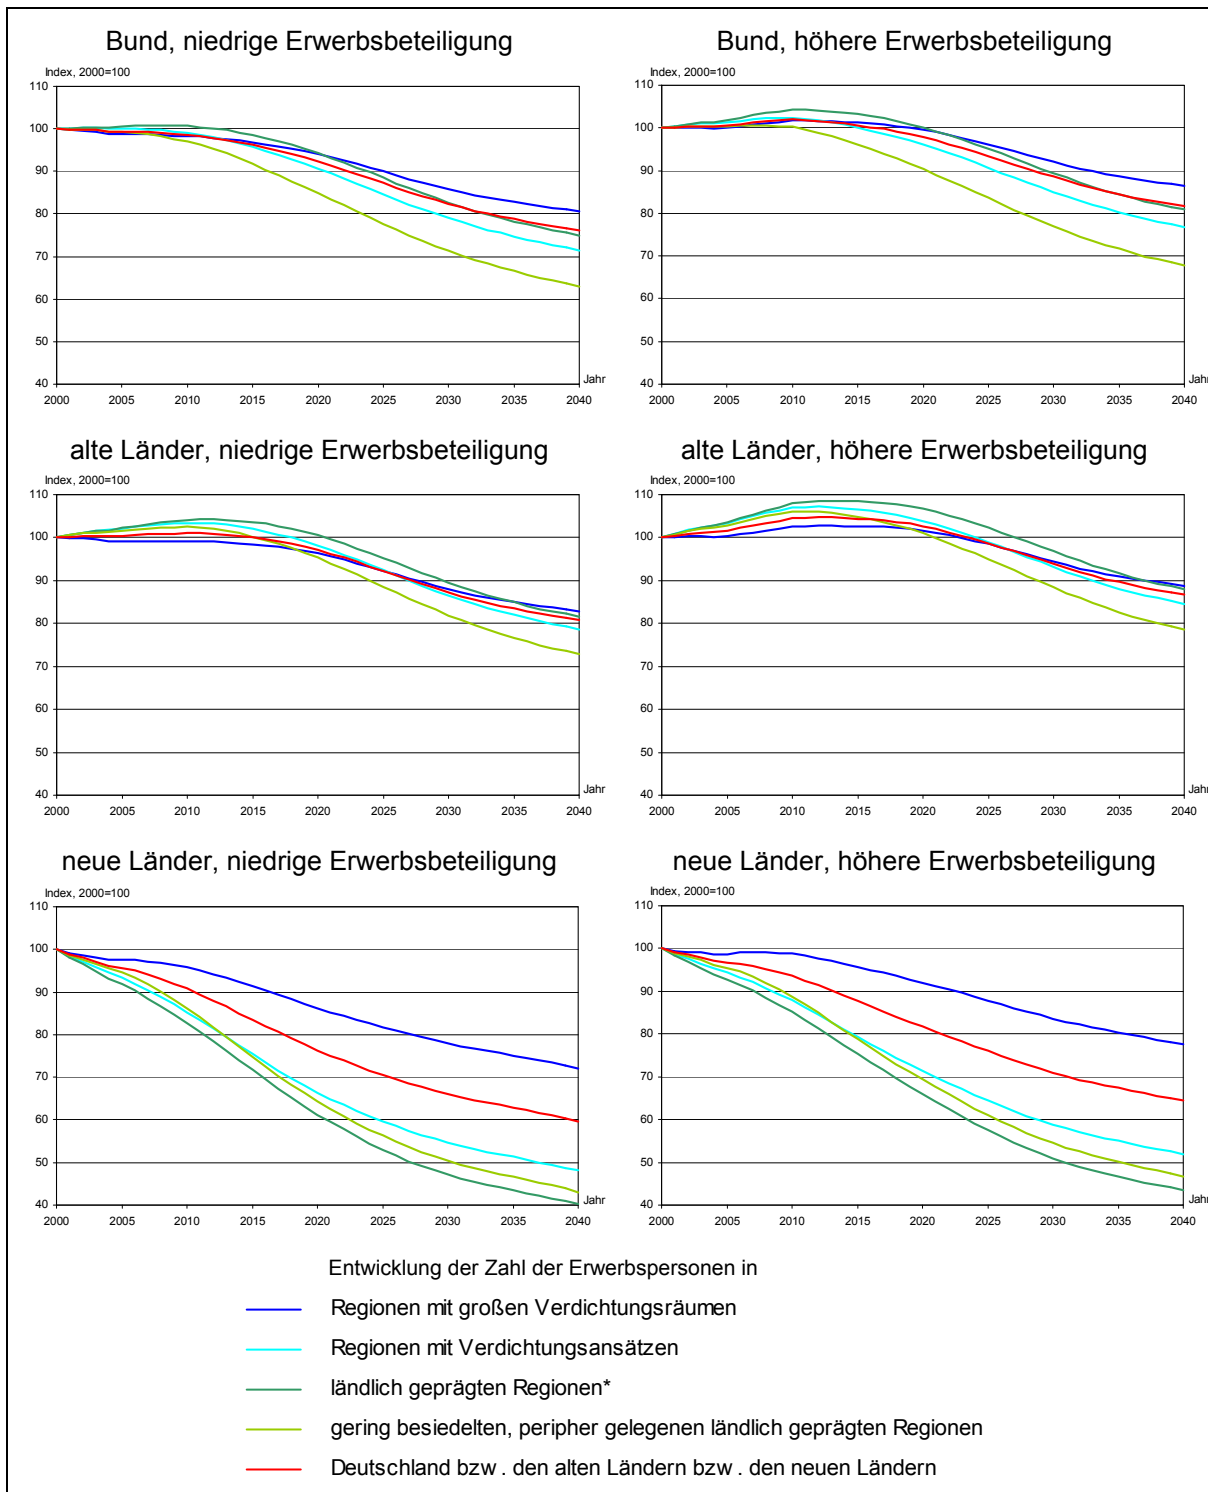 Bund, niedrige Erwerbsbeteiligung
Index, 2000=100
110
100
90
80
70
60
50
40
Jahr
2000 2005 2010 2015 2020 2025 2030 2035 2040
Bund, höhere Erwerbsbeteiligung
Index, 2000=100
110
100
90
80
70
60
50
40
Jahr
2000 2005 2010 2015 2020 2025 2030 2035 2040
alte Länder, niedrige Erwerbsbeteiligung
Index, 2000=100
110
100
90
80
70
60
50
40
Jahr
2000 2005 2010 2015 2020 2025 2030 2035 2040
alte Länder, höhere Erwerbsbeteiligung
Index, 2000=100
110
100
90
80
70
60
50
40
Jahr
2000 2005 2010 2015 2020 2025 2030 2035 2040
neue Länder, niedrige Erwerbsbeteiligung
Index, 2000=100
110
100
90
80
70
60
50
40
Jahr
2000 2005 2010 2015 2020 2025 2030 2035 2040
neue Länder, höhere Erwerbsbeteiligung
Index, 2000=100
110
100
90
80
70
60
50
40
Jahr
2000 2005 2010 2015 2020 2025 2030 2035 2040
Entwicklung der Zahl der Erwerbspersonen in
Regionen mit großen Verdichtungsräumen
Regionen mit Verdichtungsansätzen
ländlich geprägten Regionen*
gering besiedelten, peripher gelegenen ländlich geprägten Regionen
Deutschland bzw. den alten Ländern bzw. den neuen Ländern